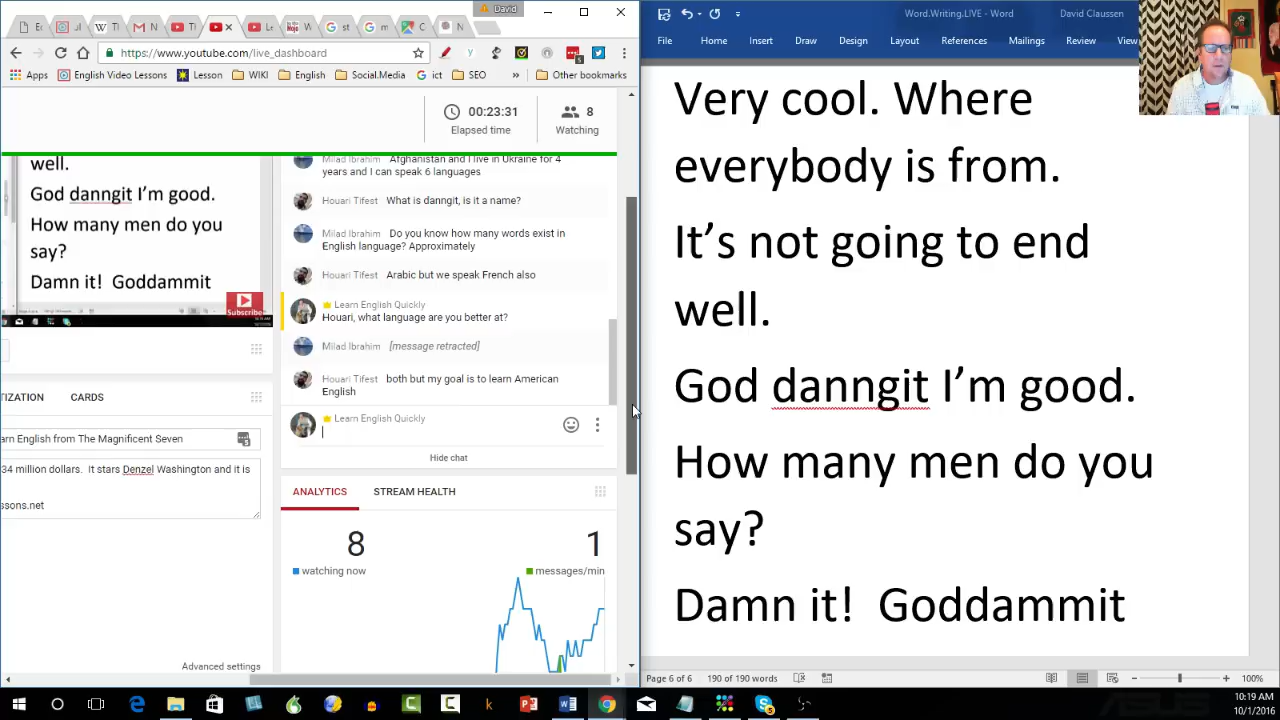 David
Word.Writing.LIVE - Word
David Claussen
https://www.youtube.com/live_dashboard
File Home Insert Draw Design Layout References Mailings Review View
Apps English Video Lessons Lesson WIKI English Social.Media ict SEO » Other bookmarks
00:23:31
Elapsed time
8
Watching
well.
God danngit I'm good.
How many men do you
say?
Damn it! Goddammit
Subscribe
TIZATION CARDS
arn English from The Magnificent Seven
34 million dollars. It stars Denzel Washington and it is
ssons.net
Advanced settings
Milad Ibrahim Afghanistan and I live in Ukraine for 4
years and I can speak 6 languages
Houari Tifest What is danngit, is it a name?
Milad Ibrahim Do you know how many words exist in
English language? Approximately
Houari Tifest Arabic but we speak French also
Learn English Quickly
Houari, what language are you better at?
Milad Ibrahim [message retracted]
Houari Tifest both but my goal is to learn American
English
Learn English Quickly
Hide chat
ANALYTICS STREAM HEALTH
8
watching now
1
messages/min
Very cool. Where
everybody is from.
It's not going to end
well.
God danngit I'm good.
How many men do you
say?
Damn it! Goddammit
Page 6 of 6 190 of 190 words
100%
10:19 AM
10/1/2016